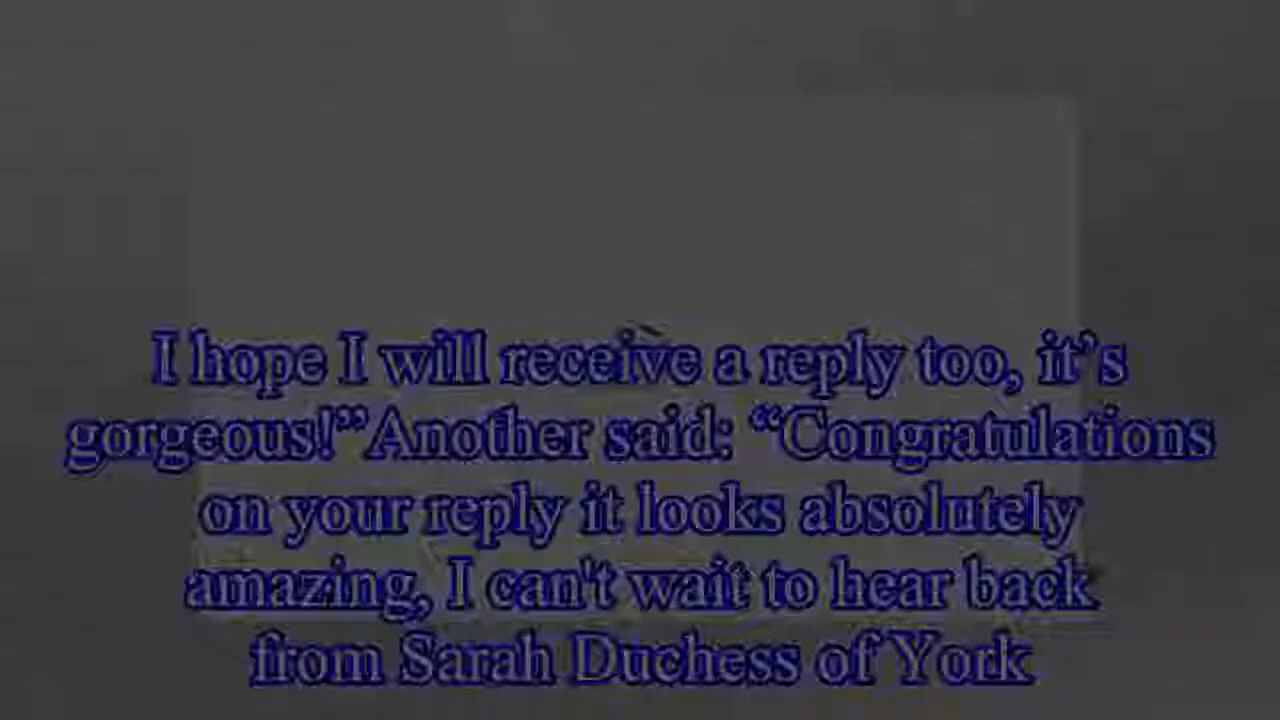 I hope I will receive a reply too, it’s
gorgeous!”Another said: “Congratulations
on your reply it looks absolutely
amazing, I can't wait to hear back
from Sarah Duchess of York